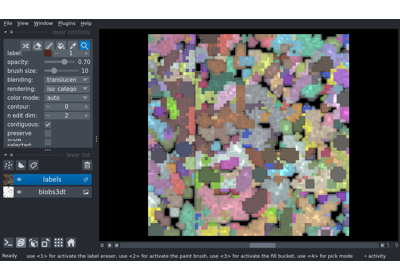 File View Window Plugins Help
layer controls
label: 1
opacity: 0.70
brush size: 10
blending: translucen
rendering: iso_catego
color mode: auto
contour: 0
n edit dim: 2
contiguous:
preserve
selected:
layer list
labels
blobs3dt
Ready use <1> for activate the label eraser, use <2> for activate the paint brush, use <3> for activate the fill bucket, use <4> for pick mode activity